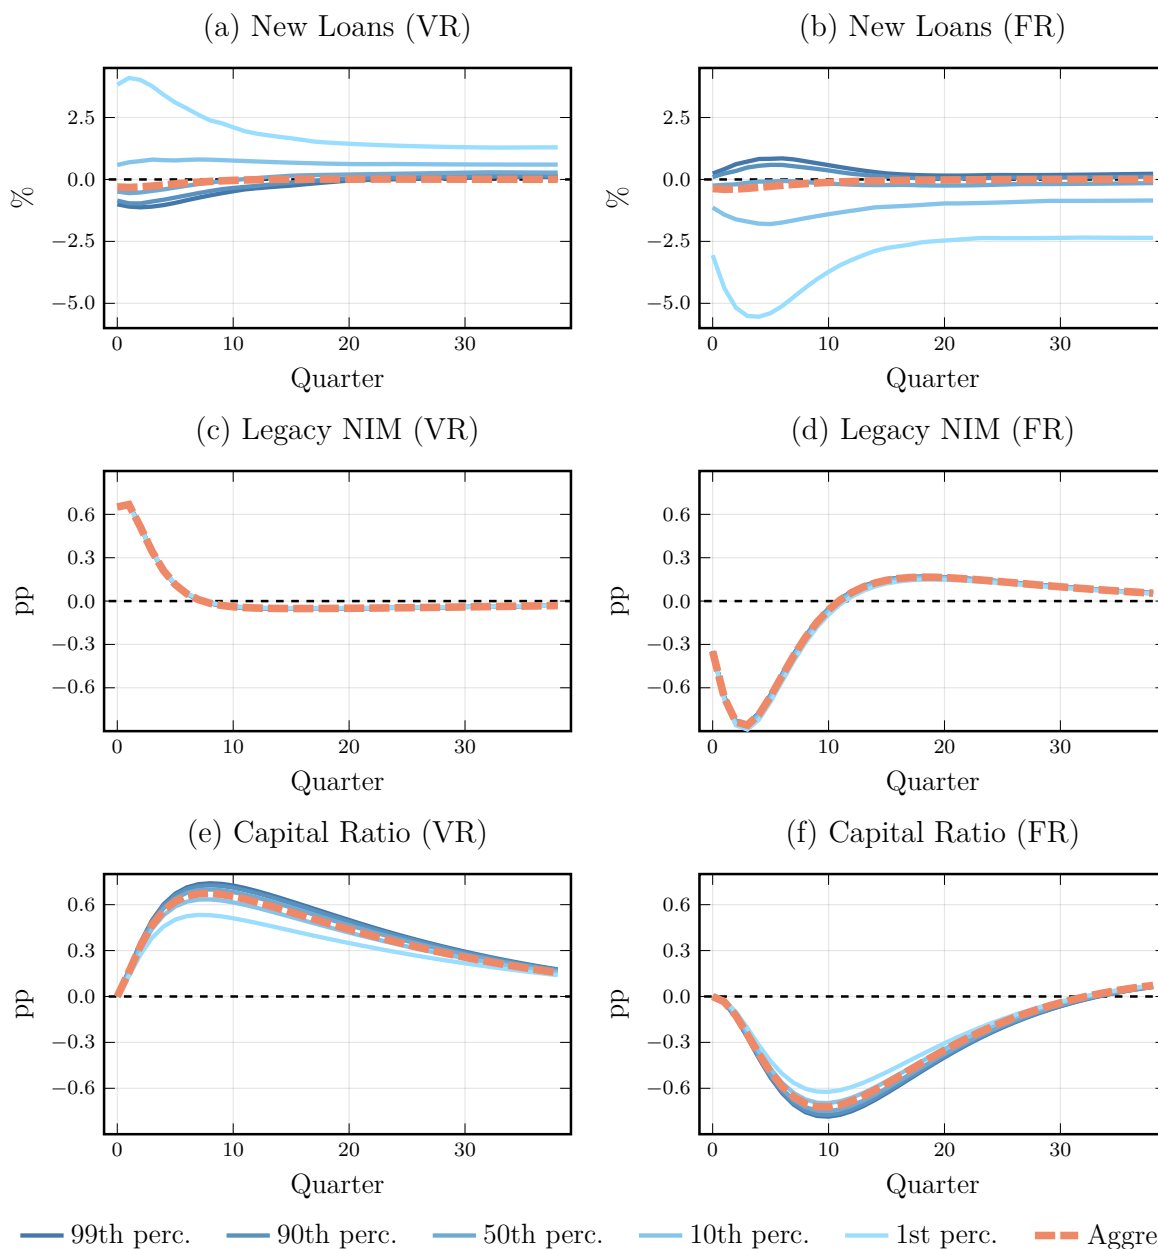 (a) New Loans (VR)
(b) New Loans (FR)
2.5
0.0
−2.5
−5.0
%
0 10 20 30
Quarter
2.5
0.0
−2.5
−5.0
%
0 10 20 30
Quarter
(c) Legacy NIM (VR)
(d) Legacy NIM (FR)
0.6
0.3
0.0
−0.3
−0.6
pp
0 10 20 30
Quarter
0.6
0.3
0.0
−0.3
−0.6
pp
0 10 20 30
Quarter
(e) Capital Ratio (VR)
(f) Capital Ratio (FR)
0.6
0.3
0.0
−0.3
−0.6
pp
0 10 20 30
Quarter
0.6
0.3
0.0
−0.3
−0.6
pp
0 10 20 30
Quarter
99th perc. 90th perc. 50th perc. 10th perc. 1st perc. Aggre